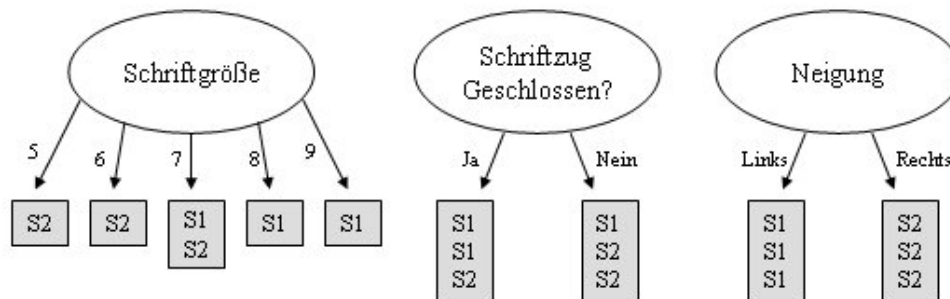 Schriftgröße
5
6
7
8
9
S2
S2
S1
S2
S1
S1
Schriftzug
Geschlossen?
Ja
Nein
S1
S1
S2
S1
S2
S2
Neigung
Links
Rechts
S1
S1
S1
S2
S2
S2